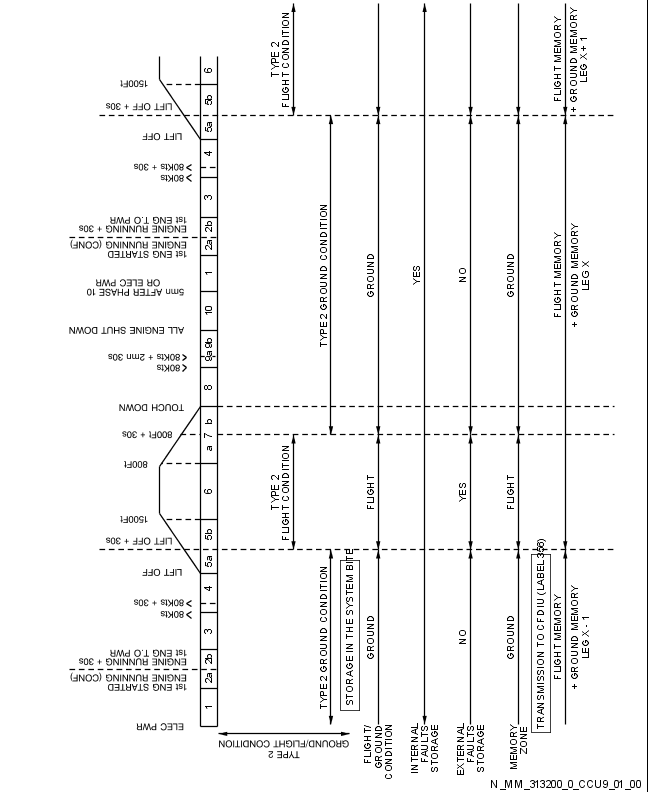 ELEC PWR
1st ENG STARTED
ENGINE RUNNING (CONF)
1st ENG T.O PWR
ENGINE RUNNING + 30s
> 80Kts
> 80Kts + 30s
LIFT OFF
LIFT OFF + 30s
1500Ft
800Ft
800Ft + 30s
TOUCH DOWN
< 80Kts
< 80Kts + 2mn 30s
ALL ENGINE SHUT DOWN
5mn AFTER PHASE 10
OR ELEC PWR
1st ENG STARTED
ENGINE RUNNING (CONF)
1st ENG T.O PWR
ENGINE RUNNING + 30s
> 80Kts
> 80Kts + 30s
LIFT OFF
LIFT OFF + 30s
1500Ft
1 2a 2b 3 4 5a 5b 6 a 7 b 8 9a 9b 10 1 2a 2b 3 4 5a 5b 6
TYPE 2
GROUND/FLIGHT CONDITION
TYPE 2 GROUND CONDITION
TYPE 2
FLIGHT CONDITION
TYPE 2 GROUND CONDITION
TYPE 2
FLIGHT CONDITION
STORAGE IN THE SYSTEM BITE
FLIGHT/
GROUND
CONDITION
GROUND
FLIGHT
GROUND
INTERNAL
FAULTS
STORAGE
YES
EXTERNAL
FAULTS
STORAGE
NO
YES
NO
MEMORY
ZONE
GROUND
FLIGHT
GROUND
TRANSMISSION TO CFDIU (LABEL 356)
FLIGHT MEMORY
+ GROUND MEMORY
LEG X - 1
FLIGHT MEMORY
+ GROUND MEMORY
LEG X
FLIGHT MEMORY
+ GROUND MEMORY
LEG X + 1
N_MM_313200_0_CCU9_01_00